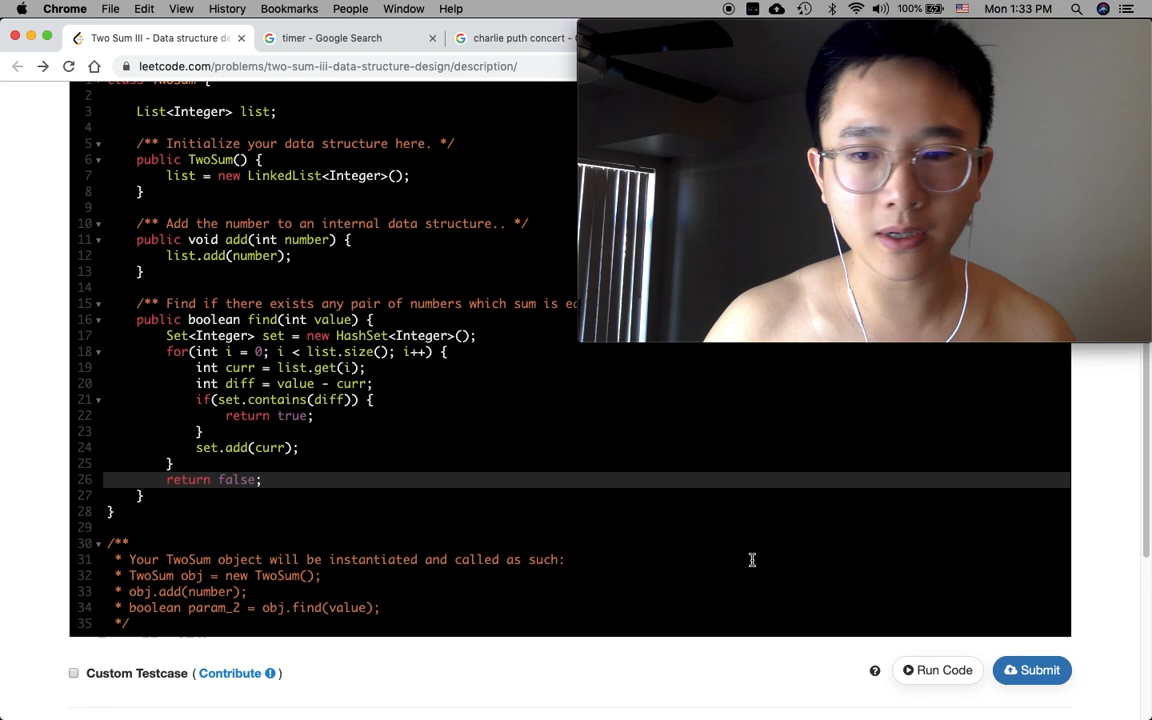 Chrome File Edit View History Bookmarks People Window Help 100% Mon 1:33 PM
Two Sum III - Data structure de × timer - Google Search × charlie puth concert -
leetcode.com/problems/two-sum-iii-data-structure-design/description/
2
3 List<Integer> list;
4
5 /** Initialize your data structure here. */
6 public TwoSum() {
7 list = new LinkedList<Integer>();
8 }
9
10 /** Add the number to an internal data structure.. */
11 public void add(int number) {
12 list.add(number);
13 }
14
15 /** Find if there exists any pair of numbers which sum is
16 public boolean find(int value) {
17 Set<Integer> set = new HashSet<Integer>();
18 for(int i = 0; i < list.size(); i++) {
19 int curr = list.get(i);
20 int diff = value - curr;
21 if(set.contains(diff)) {
22 return true;
23 }
24 set.add(curr);
25 }
26 return false;
27 }
28 }
29
30 /**
31 * Your TwoSum object will be instantiated and called as such:
32 * TwoSum obj = new TwoSum();
33 * obj.add(number);
34 * boolean param_2 = obj.find(value);
35 */
Custom Testcase ( Contribute ) Run Code Submit